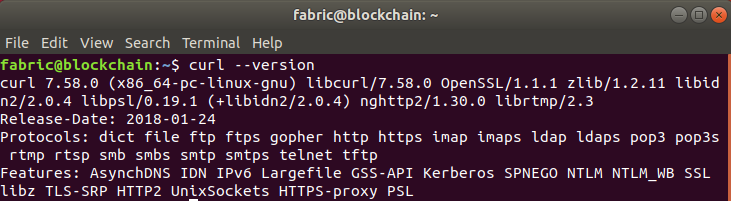 fabric@blockchain: ~
File Edit View Search Terminal Help
fabric@blockchain:~$ curl --version
curl 7.58.0 (x86_64-pc-linux-gnu) libcurl/7.58.0 OpenSSL/1.1.1 zlib/1.2.11 libid
n2/2.0.4 libpsl/0.19.1 (+libidn2/2.0.4) nghttp2/1.30.0 librtmp/2.3
Release-Date: 2018-01-24
Protocols: dict file ftp ftps gopher http https imap imaps ldap ldaps pop3 pop3s
 rtmp rtsp smb smbs smtp smtps telnet tftp
Features: AsynchDNS IDN IPv6 Largefile GSS-API Kerberos SPNEGO NTLM NTLM_WB SSL
libz TLS-SRP HTTP2 UnixSockets HTTPS-proxy PSL